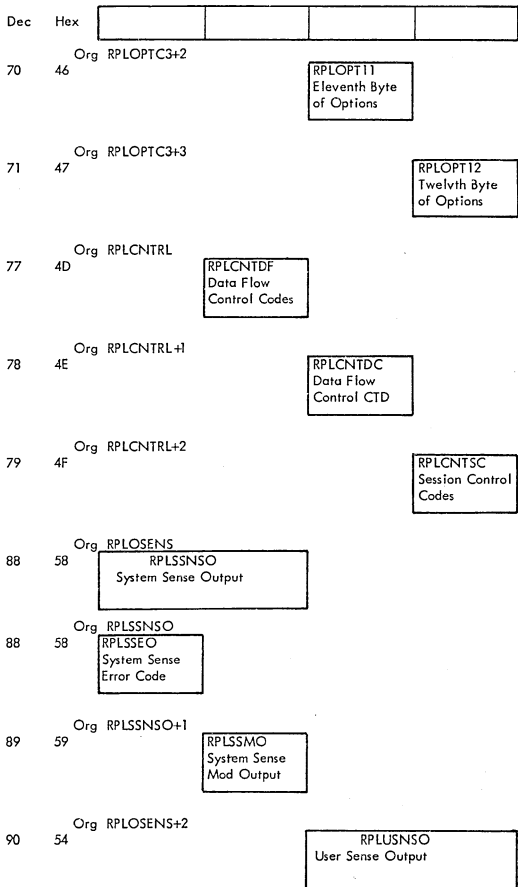 Dec Hex
Org RPLOPTC3+2
70 46 RPLOPT11
Eleventh Byte
of Options
Org RPLOPTC3+3
71 47 RPLOPT12
Twelvth Byte
of Options
Org RPLCNTRL
77 4D RPLCNTDF
Data Flow
Control Codes
Org RPLCNTRL+1
78 4E RPLCNTDC
Data Flow
Control CTD
Org RPLCNTRL+2
79 4F RPLCNTSC
Session Control
Codes
Org RPLOSENS
88 58 RPLSSNSO
System Sense Output
Org RPLSSNSO
88 58 RPLSSEO
System Sense
Error Code
Org RPLSSNSO+1
89 59 RPLSSMO
System Sense
Mod Output
Org RPLOSENS+2
90 54 RPLUSNSO
User Sense Output